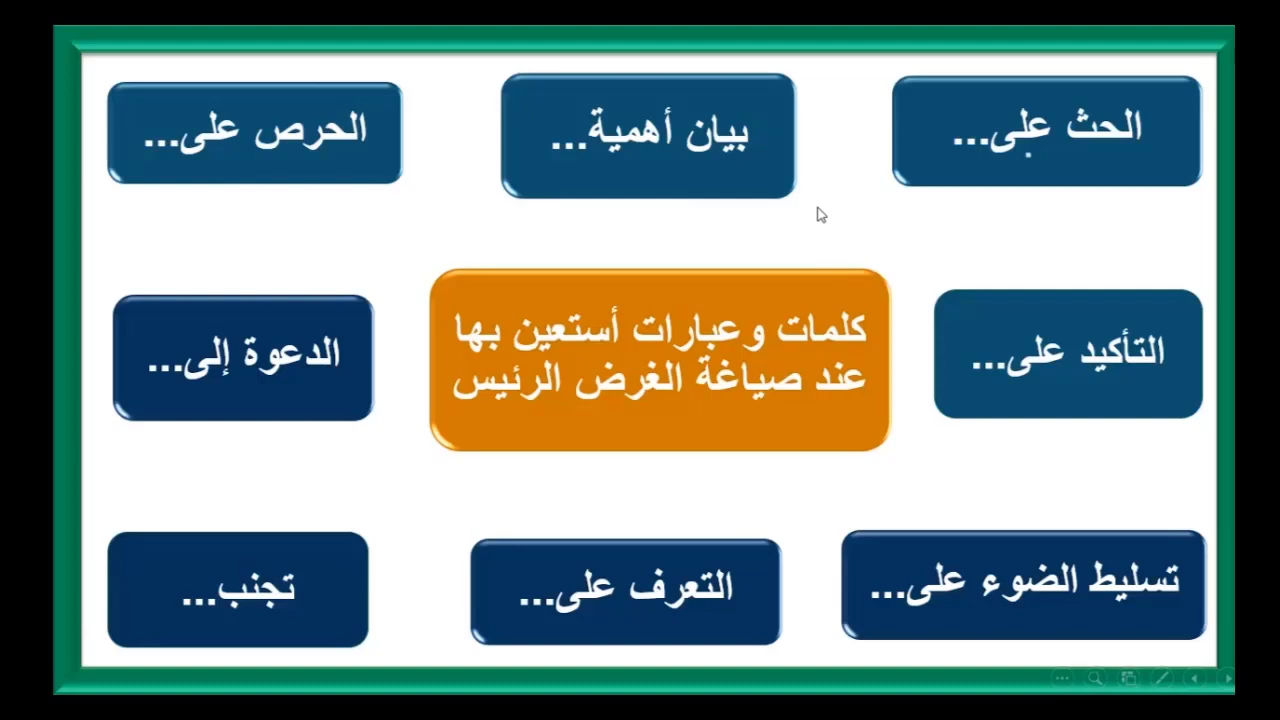 الحث على...
بيان أهمية...
الحرص على...
التأكيد على...
كلمات وعبارات أستعين بها
عند صياغة الغرض الرئيس
الدعوة إلى...
تسليط الضوء على...
التعرف على...
تجنب...